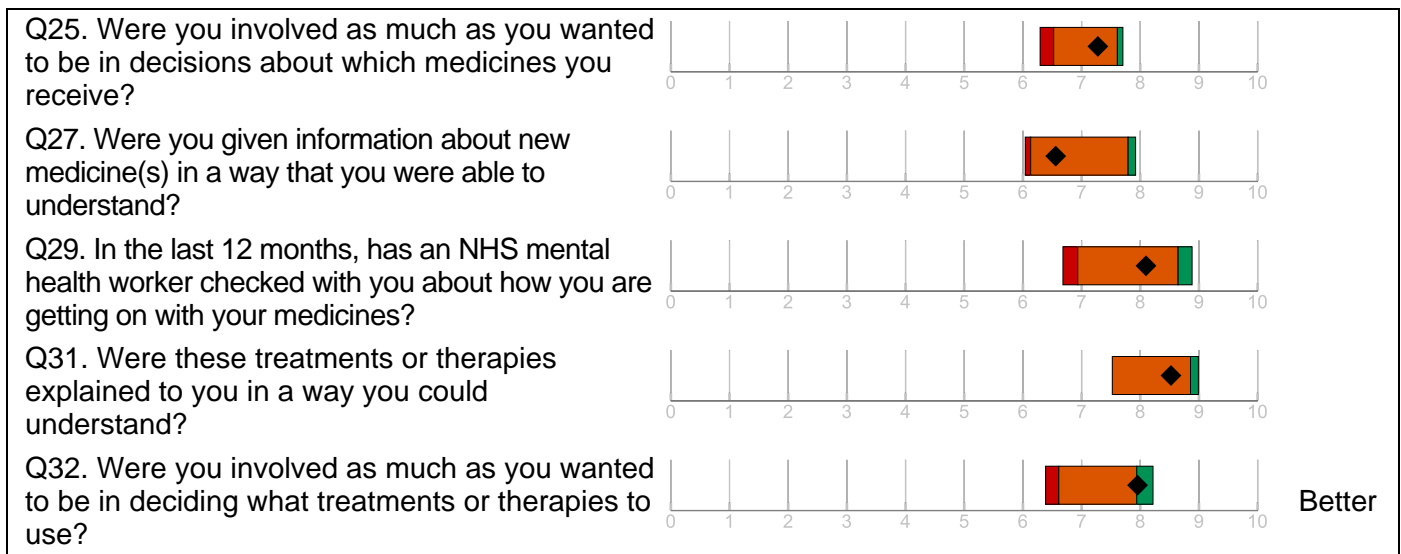 Q25. Were you involved as much as you wanted
to be in decisions about which medicines you
receive?
0 1 2 3 4 5 6 7 8 9 10
Q27. Were you given information about new
medicine(s) in a way that you were able to
understand?
0 1 2 3 4 5 6 7 8 9 10
Q29. In the last 12 months, has an NHS mental
health worker checked with you about how you are
getting on with your medicines?
0 1 2 3 4 5 6 7 8 9 10
Q31. Were these treatments or therapies
explained to you in a way you could
understand?
0 1 2 3 4 5 6 7 8 9 10
Q32. Were you involved as much as you wanted
to be in deciding what treatments or therapies to
use?
0 1 2 3 4 5 6 7 8 9 10
Better